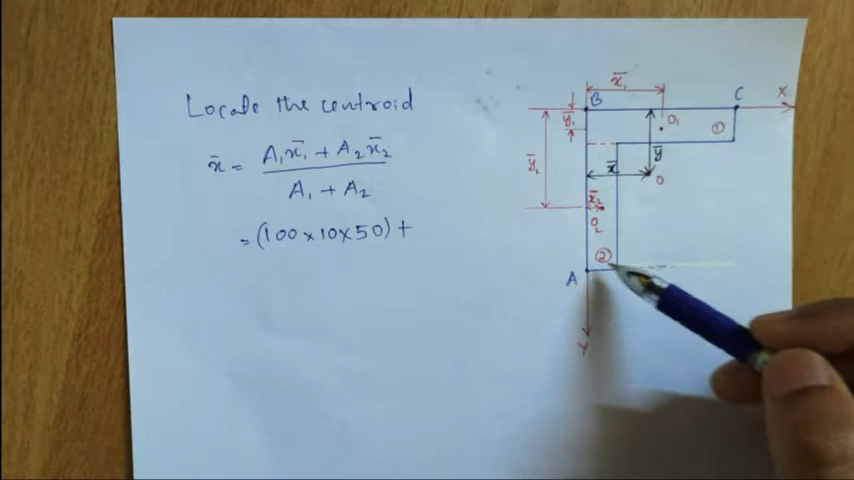 Locate the centroid
x̄ = A₁x̄₁ + A₂x̄₂
A₁ + A₂
= (100×10×50) +
x̄₁
B
C
X
ȳ₁
O₁
①
ȳ₂
ȳ
x̄
O
x̄₂
O₂
②
A
Y